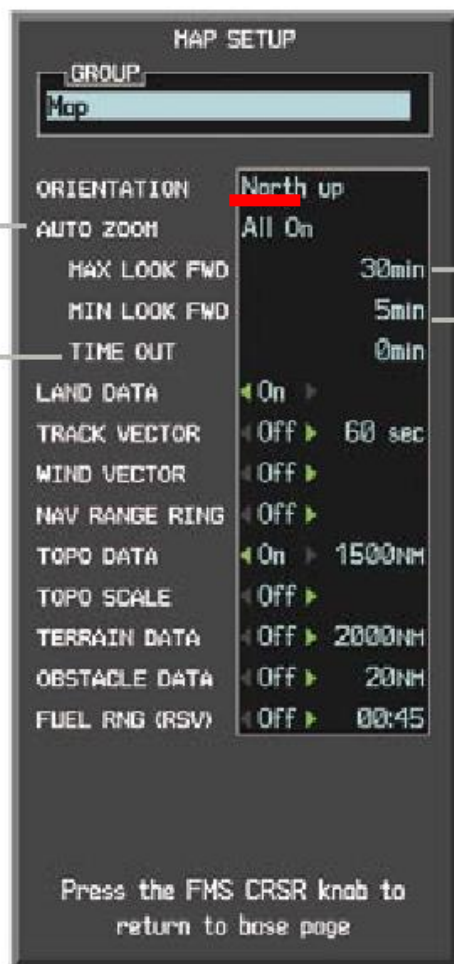 MAP SETUP
GROUP
Map
ORIENTATION North up
AUTO ZOOM All On
MAX LOOK FWD 30min
MIN LOOK FWD 5min
TIME OUT 0min
LAND DATA On
TRACK VECTOR Off 60 sec
WIND VECTOR Off
NAV RANGE RING Off
TOPO DATA On 1500NM
TOPO SCALE Off
TERRAIN DATA Off 2000NM
OBSTACLE DATA Off 20NM
FUEL RNG (RSV) Off 00:45
Press the FMS CRSR knob to
return to base page